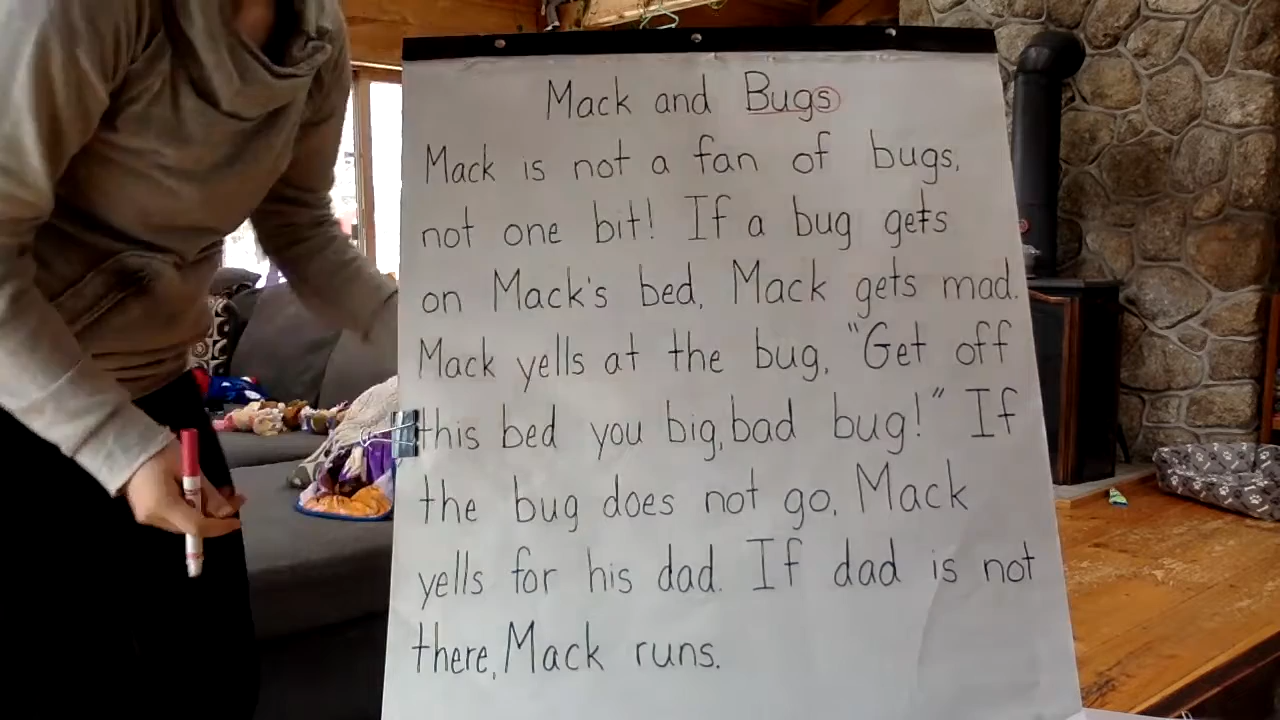 Mack and Bugs
Mack is not a fan of bugs,
not one bit! If a bug gets
on Mack's bed, Mack gets mad.
Mack yells at the bug, "Get off
this bed you big, bad bug!" If
the bug does not go, Mack
yells for his dad. If dad is not
there, Mack runs.